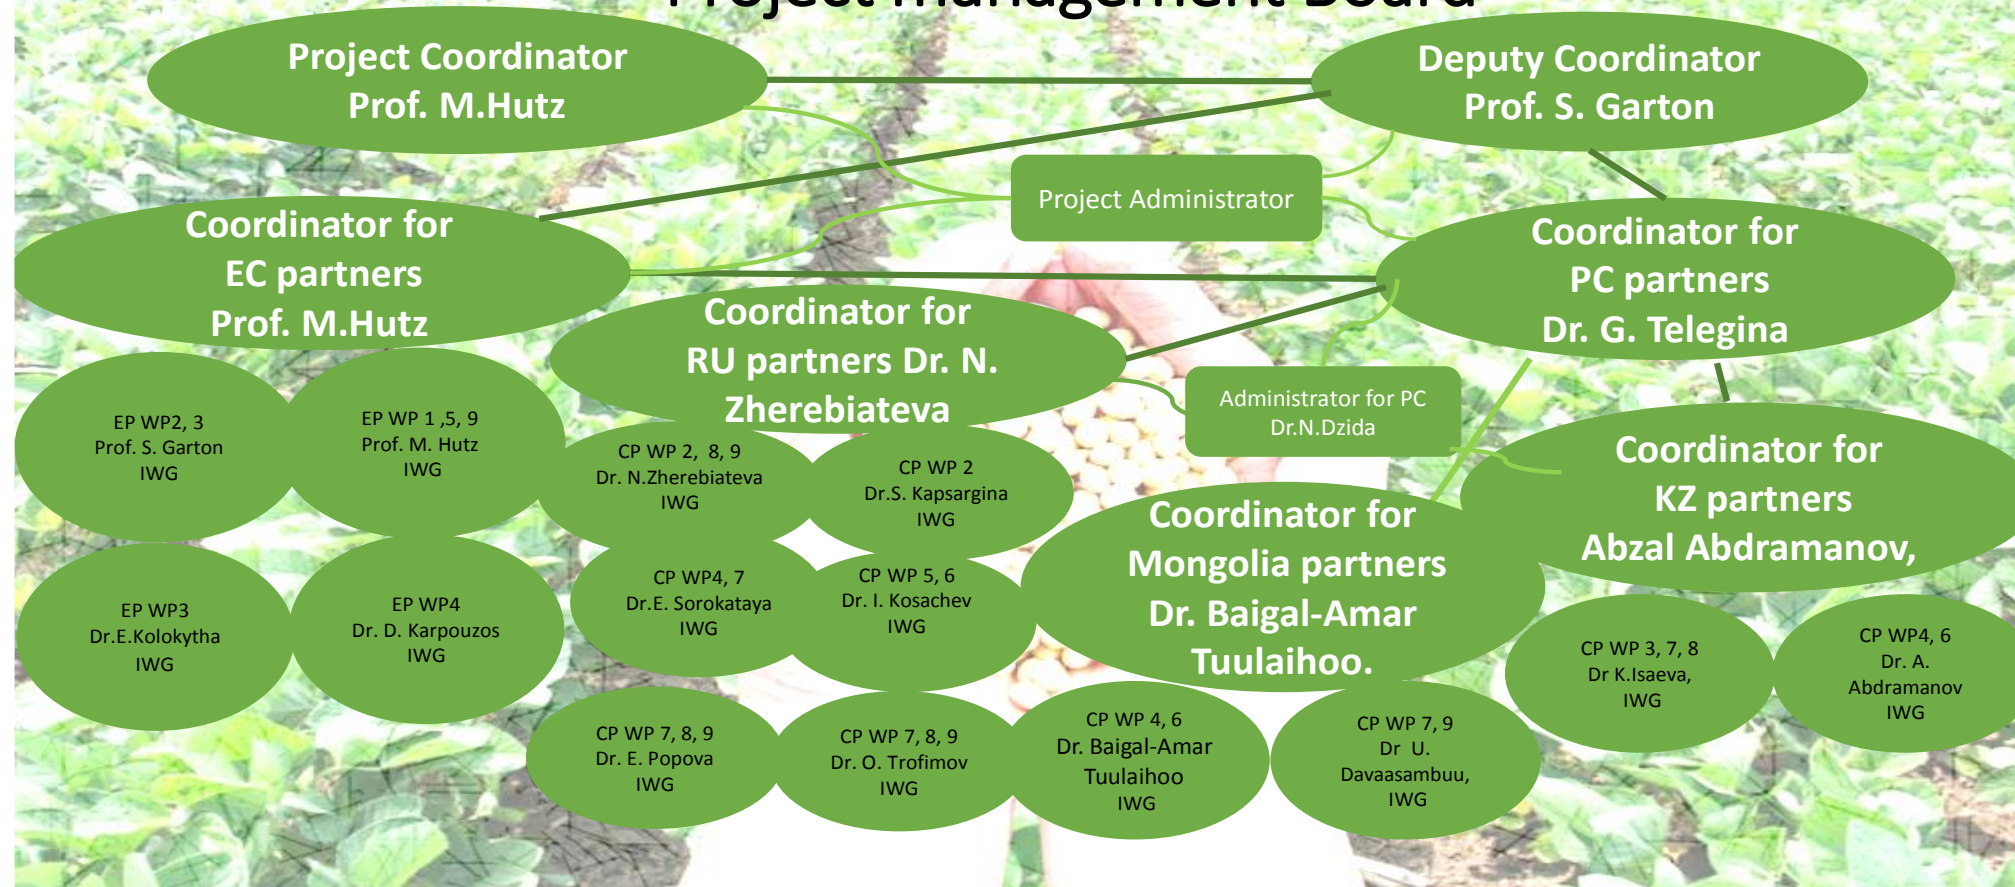 Project Management Board
Project Coordinator
Prof. M.Hutz
Deputy Coordinator
Prof. S. Garton
Project Administrator
Coordinator for
EC partners
Prof. M.Hutz
Coordinator for
PC partners
Dr. G. Telegina
Coordinator for
RU partners Dr. N.
Zherebiateva
Administrator for PC
Dr.N.Dzida
Coordinator for
KZ partners
Abzal Abdramanov,
Coordinator for
Mongolia partners
Dr. Baigal-Amar
Tuulaihoo.
EP WP2, 3
Prof. S. Garton
IWG
EP WP 1 ,5, 9
Prof. M. Hutz
IWG
CP WP 2, 8, 9
Dr. N.Zherebiateva
IWG
CP WP 2
Dr.S. Kapsargina
IWG
EP WP3
Dr.E.Kolokytha
IWG
EP WP4
Dr. D. Karpouzos
IWG
CP WP4, 7
Dr.E. Sorokataya
IWG
CP WP 5, 6
Dr. I. Kosachev
IWG
CP WP 3, 7, 8
Dr K.Isaeva,
IWG
CP WP4, 6
Dr. A.
Abdramanov
IWG
CP WP 7, 8, 9
Dr. E. Popova
IWG
CP WP 7, 8, 9
Dr. O. Trofimov
IWG
CP WP 4, 6
Dr. Baigal-Amar
Tuulaihoo
IWG
CP WP 7, 9
Dr U.
Davaasambuu,
IWG